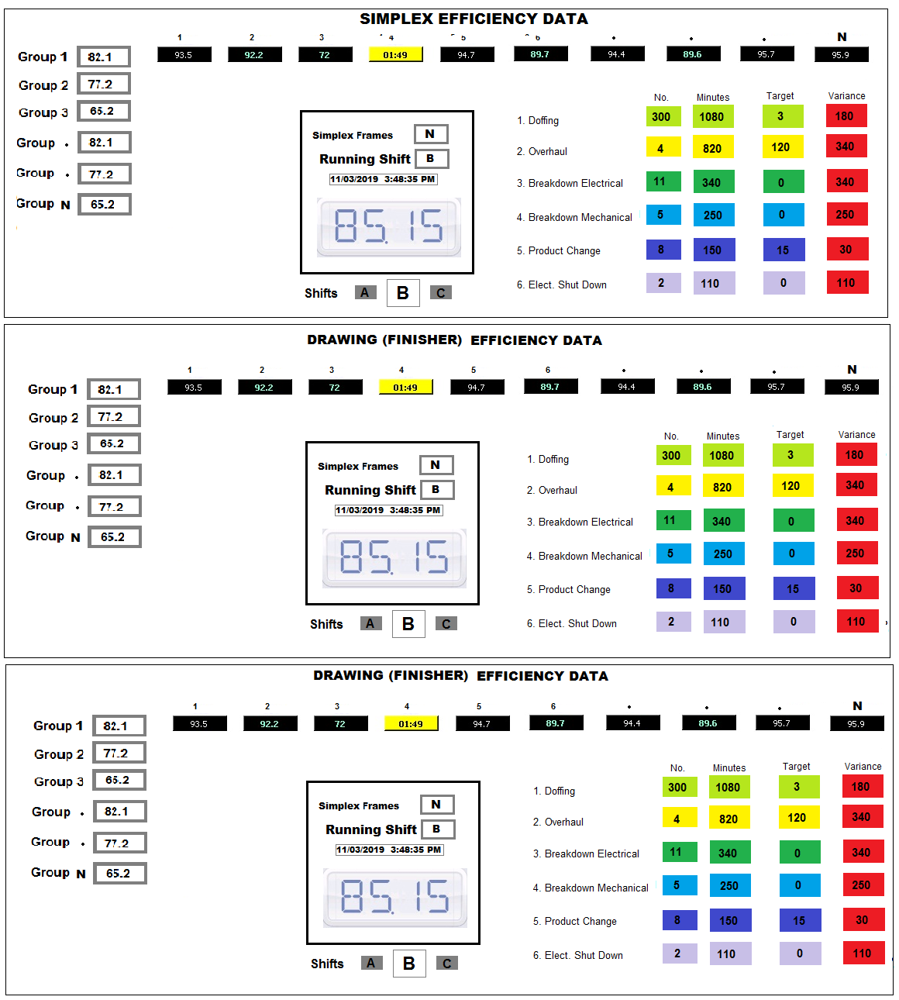 SIMPLEX EFFICIENCY DATA
1 2 3 4 5 6 . . . N
93.5 92.2 72 01:49 94.7 89.7 94.4 89.6 95.7 95.9
Group 1 82.1
Group 2 77.2
Group 3 65.2
Group . 82.1
Group . 77.2
Group N 65.2
Simplex Frames N
Running Shift B
11/03/2019 3:48:35 PM
85.15
Shifts A B C
No. Minutes Target Variance
1. Doffing 300 1080 3 180
2. Overhaul 4 820 120 340
3. Breakdown Electrical 11 340 0 340
4. Breakdown Mechanical 5 250 0 250
5. Product Change 8 150 15 30
6. Elect. Shut Down 2 110 0 110
DRAWING (FINISHER) EFFICIENCY DATA
1 2 3 4 5 6 . . . N
93.5 92.2 72 01:49 94.7 89.7 94.4 89.6 95.7 95.9
Group 1 82.1
Group 2 77.2
Group 3 65.2
Group . 82.1
Group . 77.2
Group N 65.2
Simplex Frames N
Running Shift B
11/03/2019 3:48:35 PM
85.15
Shifts A B C
No. Minutes Target Variance
1. Doffing 300 1080 3 180
2. Overhaul 4 820 120 340
3. Breakdown Electrical 11 340 0 340
4. Breakdown Mechanical 5 250 0 250
5. Product Change 8 150 15 30
6. Elect. Shut Down 2 110 0 110
DRAWING (FINISHER) EFFICIENCY DATA
1 2 3 4 5 6 . . . N
93.5 92.2 72 01:49 94.7 89.7 94.4 89.6 95.7 95.9
Group 1 82.1
Group 2 77.2
Group 3 65.2
Group . 82.1
Group . 77.2
Group N 65.2
Simplex Frames N
Running Shift B
11/03/2019 3:48:35 PM
85.15
Shifts A B C
No. Minutes Target Variance
1. Doffing 300 1080 3 180
2. Overhaul 4 820 120 340
3. Breakdown Electrical 11 340 0 340
4. Breakdown Mechanical 5 250 0 250
5. Product Change 8 150 15 30
6. Elect. Shut Down 2 110 0 110